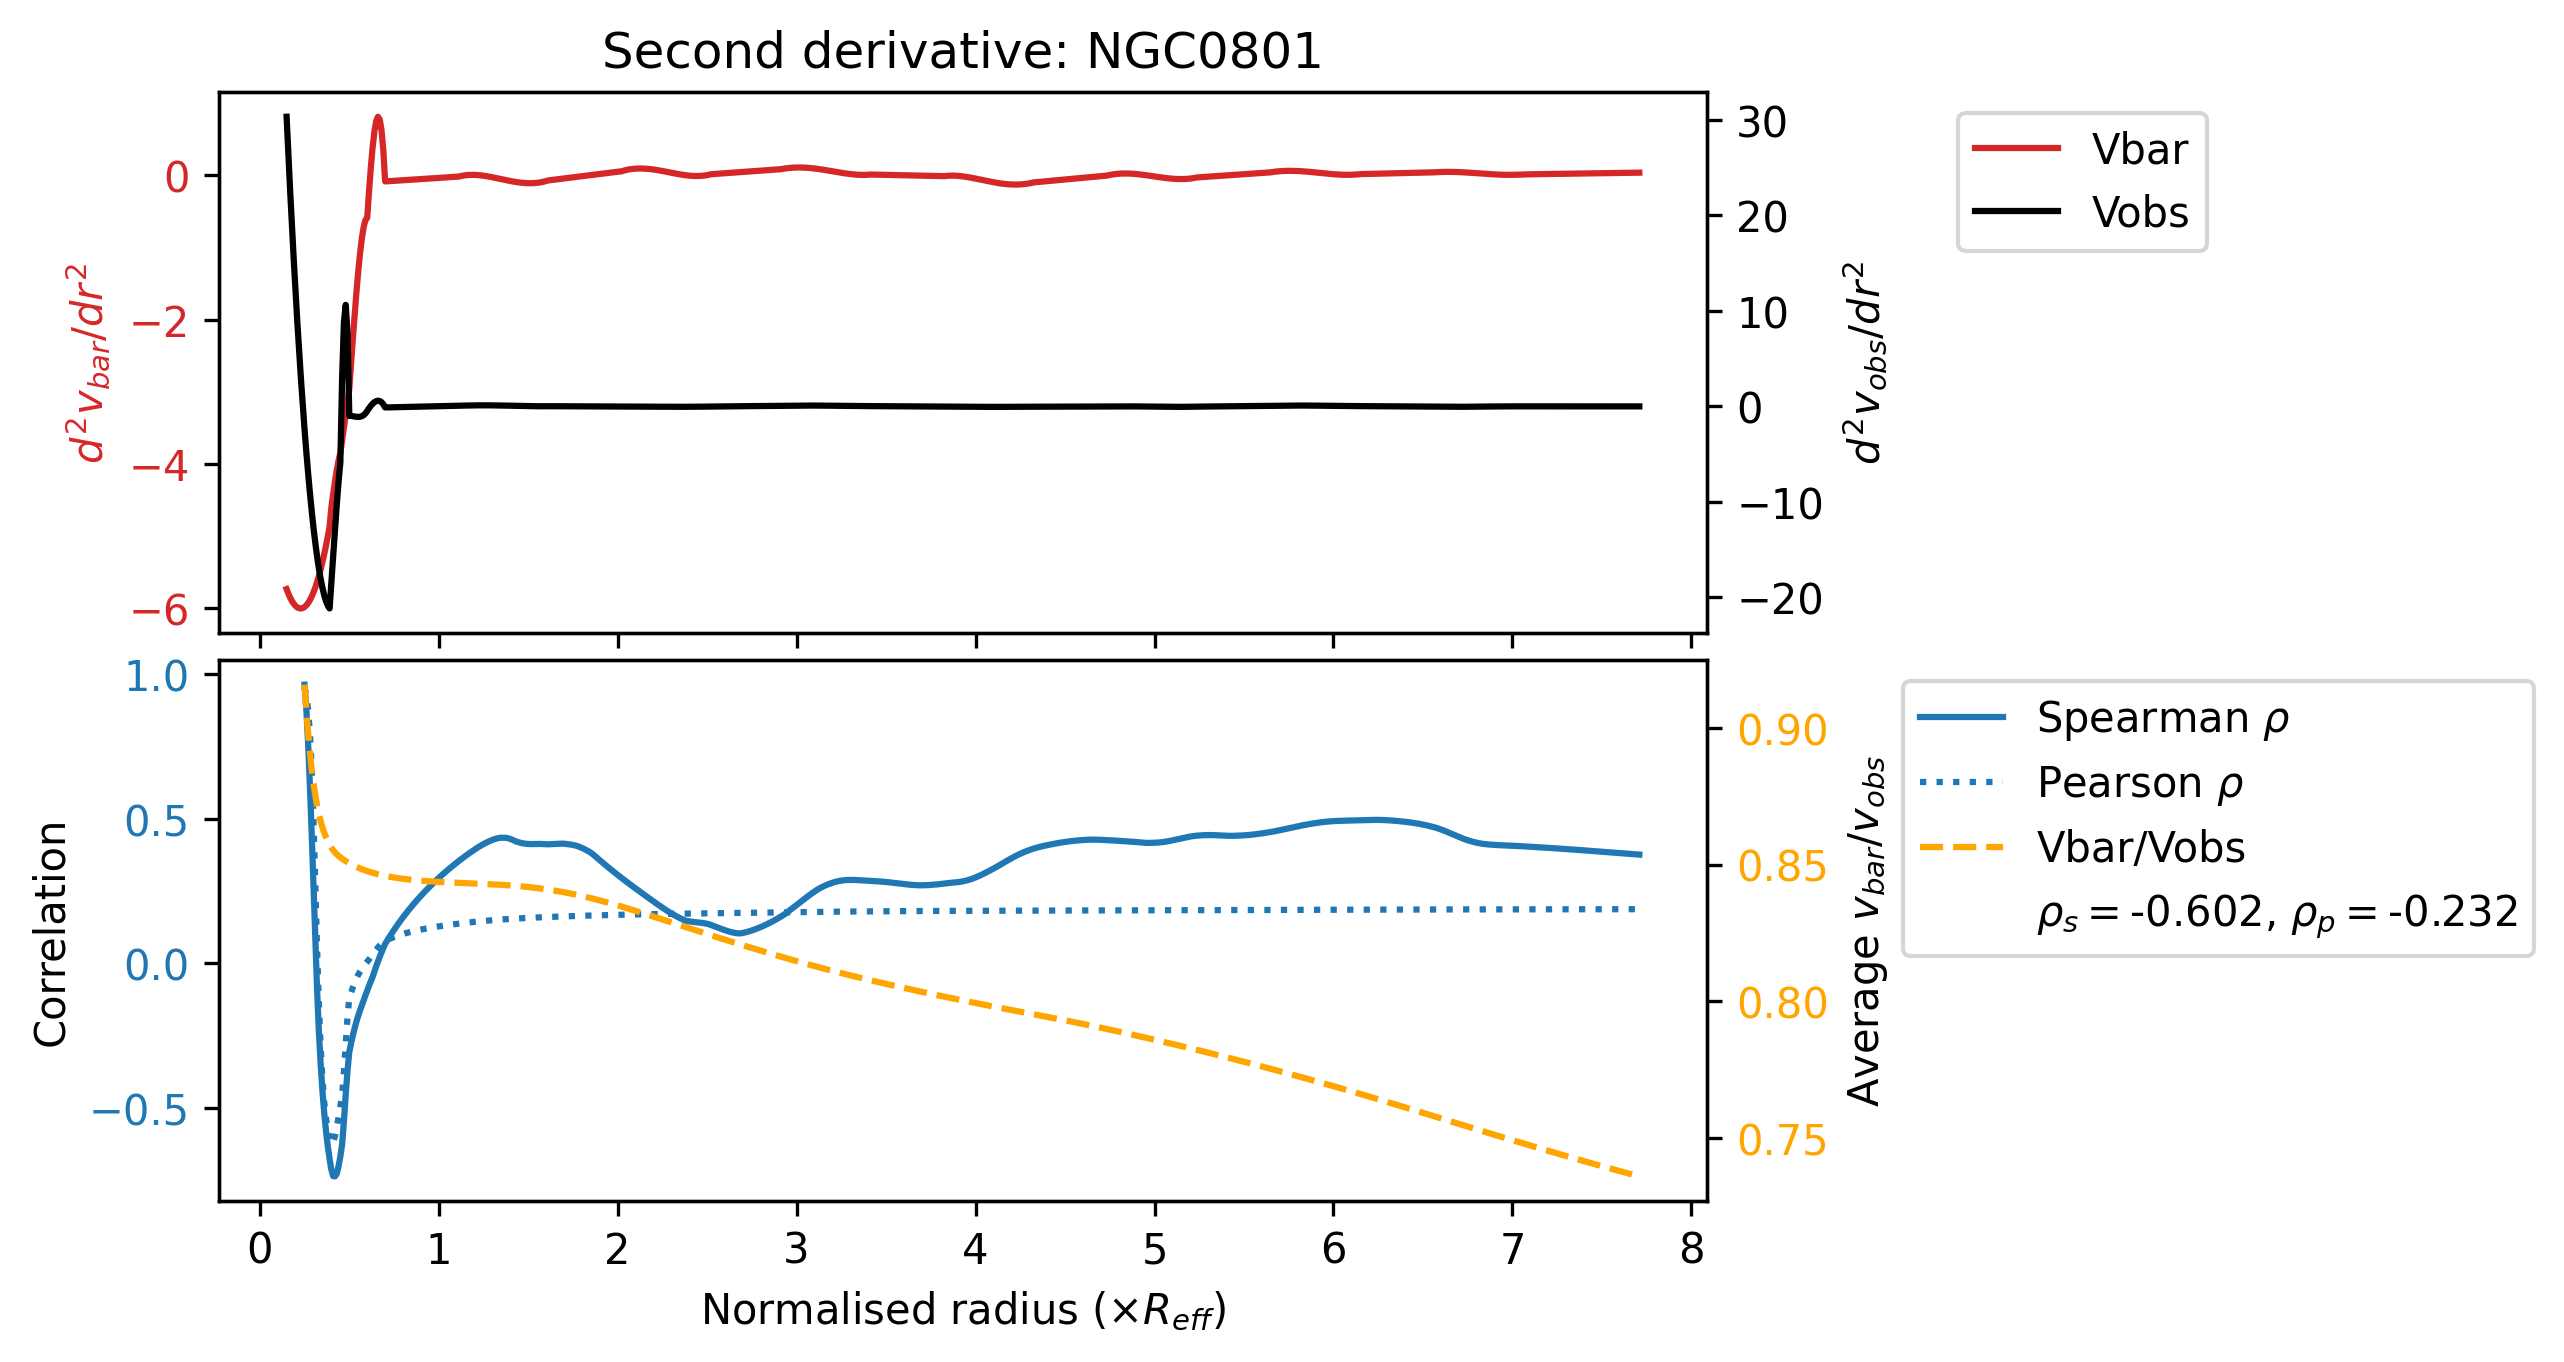 Second derivative: NGC0801
0
−2
−4
−6
d²v_bar/dr²
30
20
10
0
−10
−20
d²v_obs/dr²
Vbar
Vobs
1.0
0.5
0.0
−0.5
Correlation
0.90
0.85
0.80
0.75
Average v_bar/v_obs
Spearman ρ
Pearson ρ
Vbar/Vobs
ρ_s = -0.602, ρ_p = -0.232
0 1 2 3 4 5 6 7 8
Normalised radius (×R_eff)